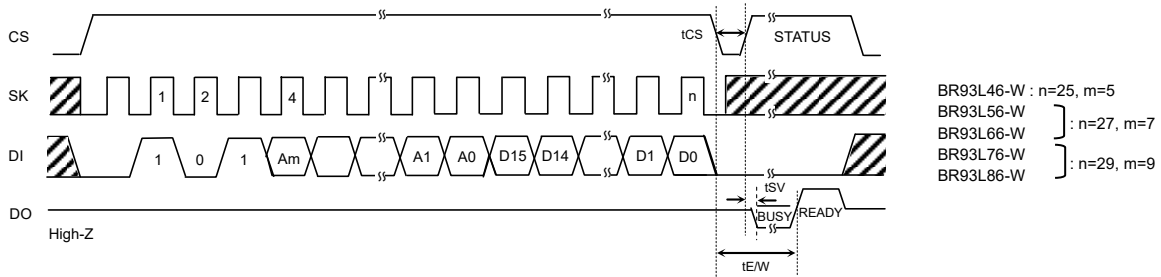 CS
tCS
STATUS
SK
1 2 4 n
DI
1 0 1 Am A1 A0 D15 D14 D1 D0
tSV
DO
BUSY READY
High-Z
tE/W
BR93L46-W : n=25, m=5
BR93L56-W
BR93L66-W
: n=27, m=7
BR93L76-W
BR93L86-W
: n=29, m=9